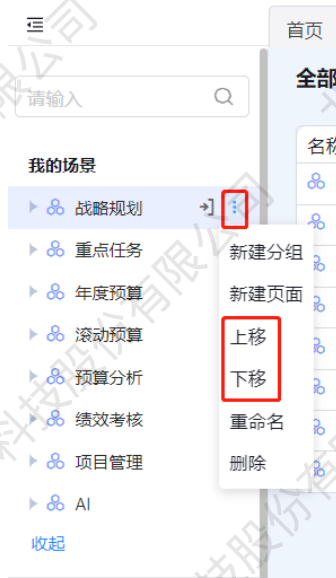 首页
请输入
全部
我的场景
名称
战略规划
重点任务
新建分组
年度预算
新建页面
滚动预算
上移
预算分析
下移
绩效考核
重命名
项目管理
删除
AI
收起